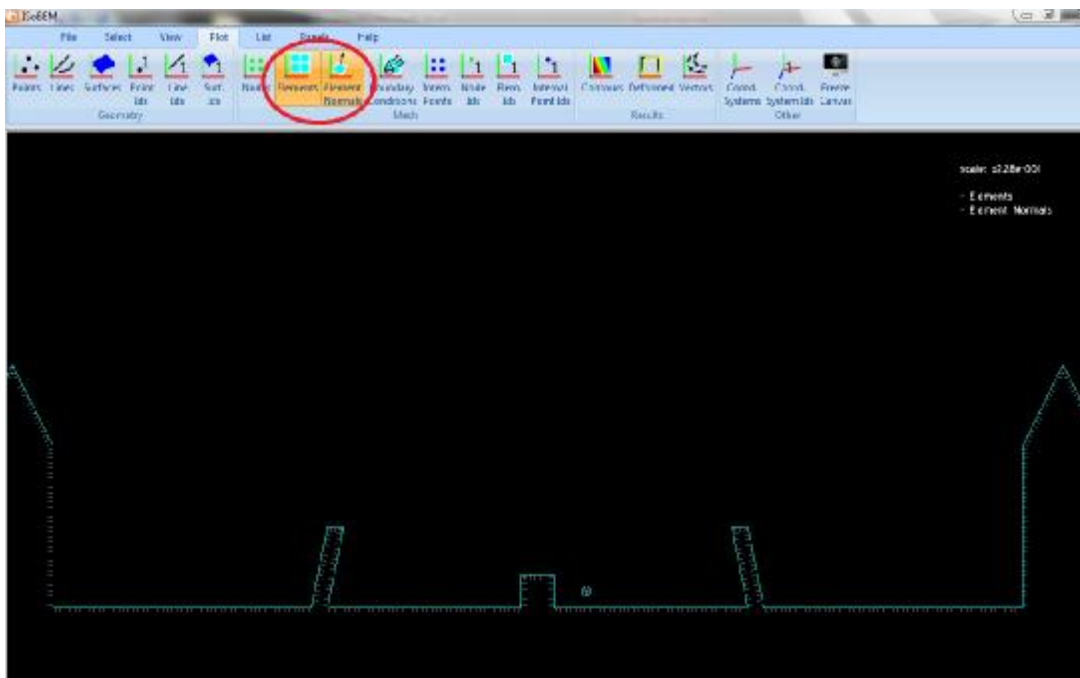 ISoBEM
File Select View Plot List Panels Help
Points Lines Surfaces Point Ids Line Ids Surf. Ids Nodes Elements Element Normals Boundary Conditions Intern. Points Node Ids Elem. Ids Internal Point Ids Contours Deformed Vectors Coord. Systems Coord. System Ids Freeze Canvas
Geometry Mesh Results Other
scale:
- Elements
- Element Normals